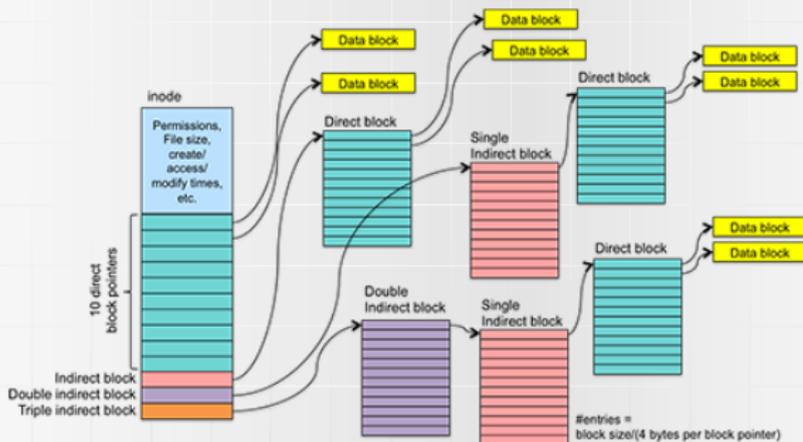 Data block
Data block
Data block
Data block
Data block
Data block
inode
Permissions,
File size,
create/
access/
modify times,
etc.
Direct block
Single
Indirect block
Direct block
10 direct
block pointers
Data block
Data block
Direct block
Double
Indirect block
Single
Indirect block
Indirect block
Double indirect block
Triple indirect block
#entries =
block size/(4 bytes per block pointer)